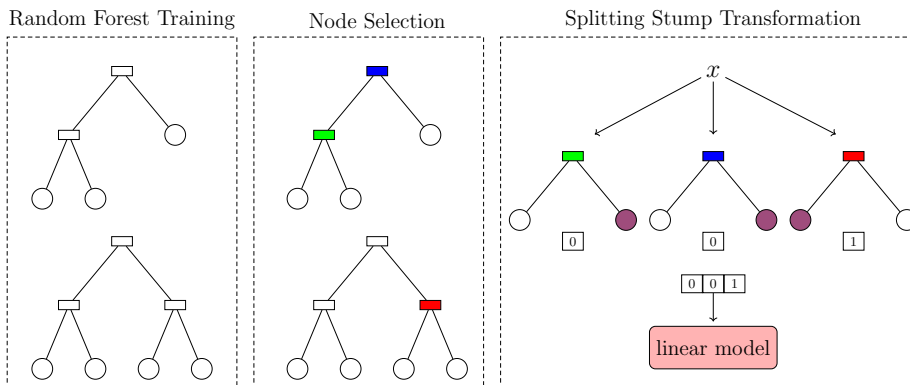 Random Forest Training
Node Selection
Splitting Stump Transformation
x
0
0
1
0 0 1
linear model